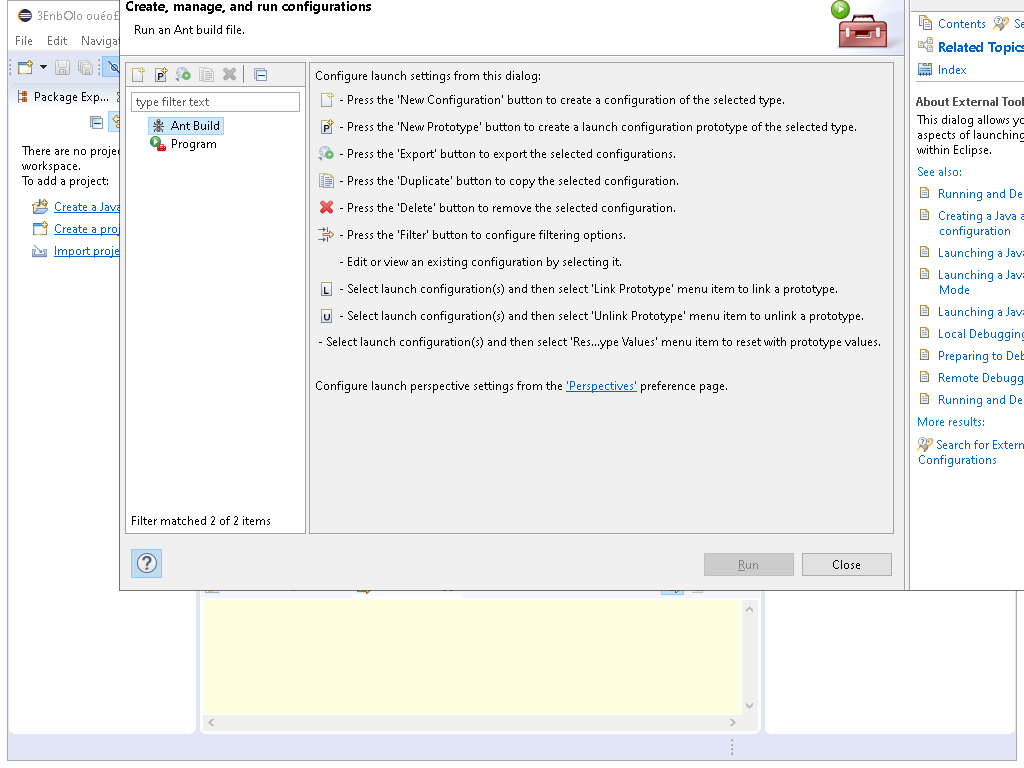 Create, manage, and run configurations
Run an Ant build file.
File Edit Navigat
Package Exp...
There are no proje
workspace.
To add a project:
Create a Java
Create a proj
Import proje
type filter text
Ant Build
Program
Filter matched 2 of 2 items
Configure launch settings from this dialog:
- Press the 'New Configuration' button to create a configuration of the selected type.
- Press the 'New Prototype' button to create a launch configuration prototype of the selected type.
- Press the 'Export' button to export the selected configurations.
- Press the 'Duplicate' button to copy the selected configuration.
- Press the 'Delete' button to remove the selected configuration.
- Press the 'Filter' button to configure filtering options.
- Edit or view an existing configuration by selecting it.
- Select launch configuration(s) and then select 'Link Prototype' menu item to link a prototype.
- Select launch configuration(s) and then select 'Unlink Prototype' menu item to unlink a prototype.
- Select launch configuration(s) and then select 'Res...ype Values' menu item to reset with prototype values.
Configure launch perspective settings from the 'Perspectives' preference page.
Run
Close
Contents Se
Related Topics
Index
About External Tool
This dialog allows yo
aspects of launching
within Eclipse.
See also:
Running and De
Creating a Java a
configuration
Launching a Java
Launching a Java
Mode
Launching a Java
Local Debugging
Preparing to Deb
Remote Debugg
Running and De
More results:
Search for Extern
Configurations